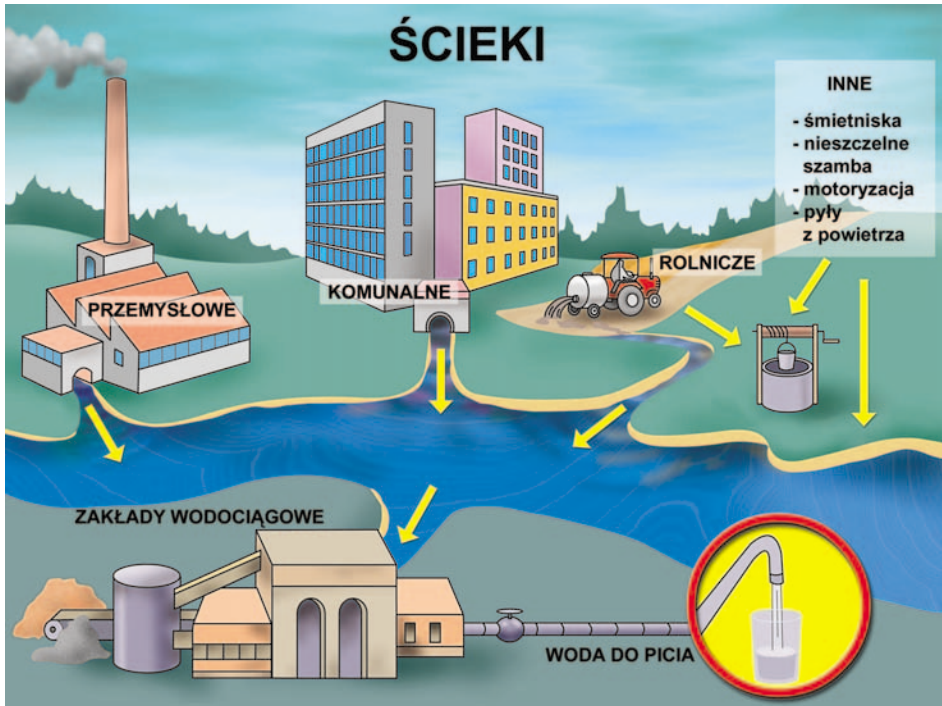 ŚCIEKI
INNE
- śmietniska
- nieszczelne
szamba
- motoryzacja
- pyły
z powietrza
ROLNICZE
KOMUNALNE
PRZEMYSŁOWE
ZAKŁADY WODOCIĄGOWE
WODA DO PICIA